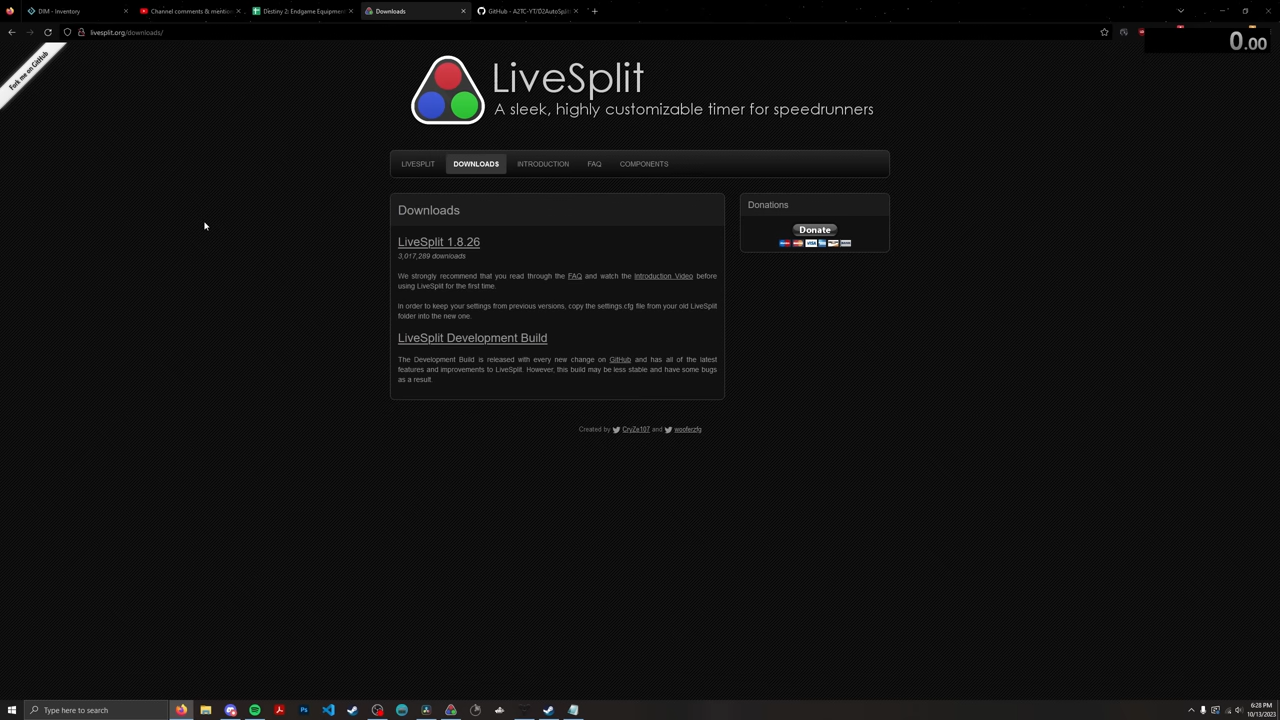 DIM - Inventory
Channel comments & mention
Destiny 2: Endgame Equipment
Downloads
GitHub - A2TC-YT/D2AutoSplit
livesplit.org/downloads/
0.00
Fork me on GitHub
LiveSplit
A sleek, highly customizable timer for speedrunners
LIVESPLIT
DOWNLOADS
INTRODUCTION
FAQ
COMPONENTS
Downloads
LiveSplit 1.8.26
3,017,289 downloads
We strongly recommend that you read through the FAQ and watch the Introduction Video before
using LiveSplit for the first time.
In order to keep your settings from previous versions, copy the settings.cfg file from your old LiveSplit
folder into the new one.
LiveSplit Development Build
The Development Build is released with every new change on GitHub and has all of the latest
features and improvements to LiveSplit. However, this build may be less stable and have some bugs
as a result.
Donations
Donate
Created by CryZe107 and wooferzfg
Type here to search
6:28 PM
10/13/2023